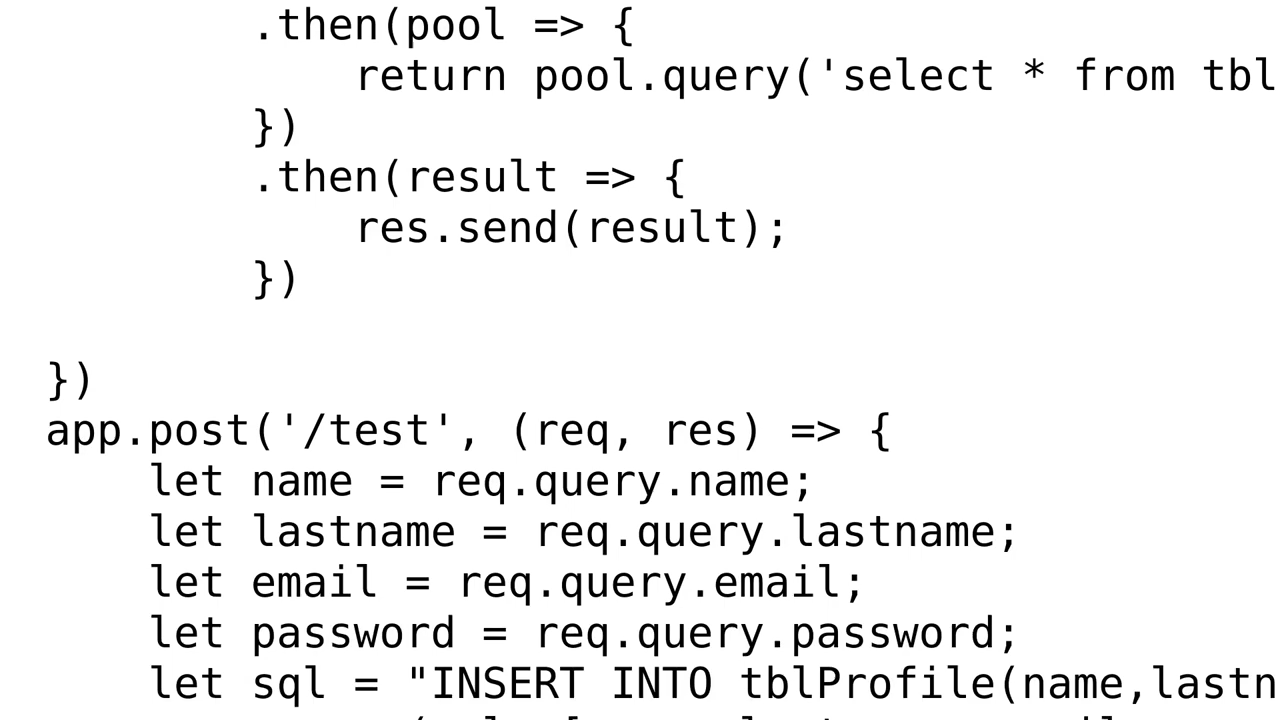 .then(pool => {
return pool.query('select * from tbl
})
.then(result => {
res.send(result);
})
})
app.post('/test', (req, res) => {
let name = req.query.name;
let lastname = req.query.lastname;
let email = req.query.email;
let password = req.query.password;
let sql = "INSERT INTO tblProfile(name,lastn